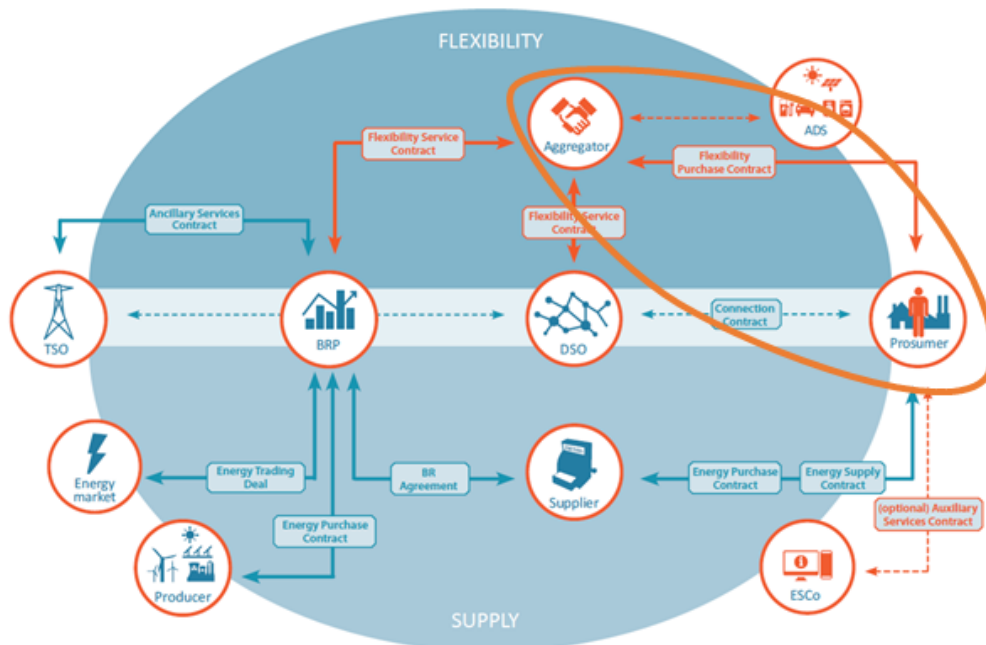 FLEXIBILITY
Aggregator
ADS
Flexibility Service
Contract
Flexibility
Purchase Contract
Ancillary Services
Contract
Flexibility Service
Contract
TSO
BRP
DSO
Connection
Contract
Prosumer
Energy
market
Energy Trading
Deal
BR
Agreement
Supplier
Energy Purchase
Contract
Energy Supply
Contract
(optional) Auxiliary
Services Contract
Energy Purchase
Contract
Producer
ESCo
SUPPLY